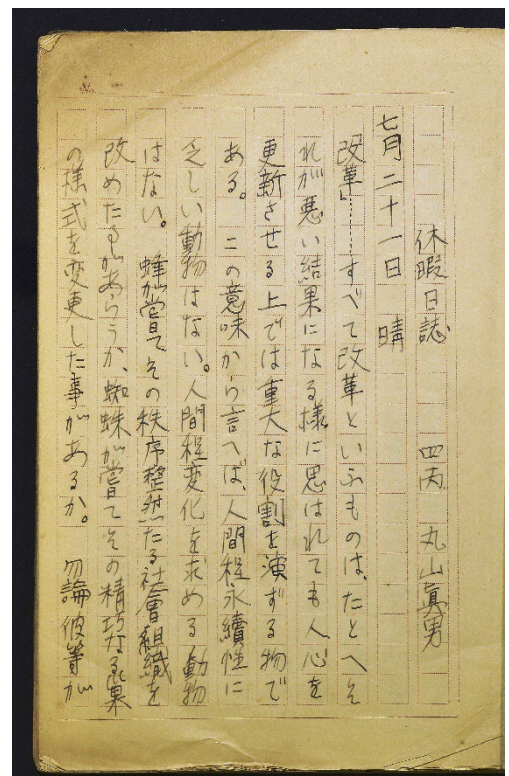 休暇日誌　四丙　丸山真男
七月二十一日　晴
改革………すべて改革といふものは、たとへそ
れが悪い結果になる様に思はれても人心を
更新させる上では重大な役割を演ずる物で
ある。この意味から言へば、人間程永續性に
乏しい動物はない。人間程変化を求める動物
はない。蜂が嘗てその秩序整然たる社會組織を
改めたるがあらうか、蜘蛛が嘗てその精巧なる巣
の様式を変更した事があるか。勿論彼等が